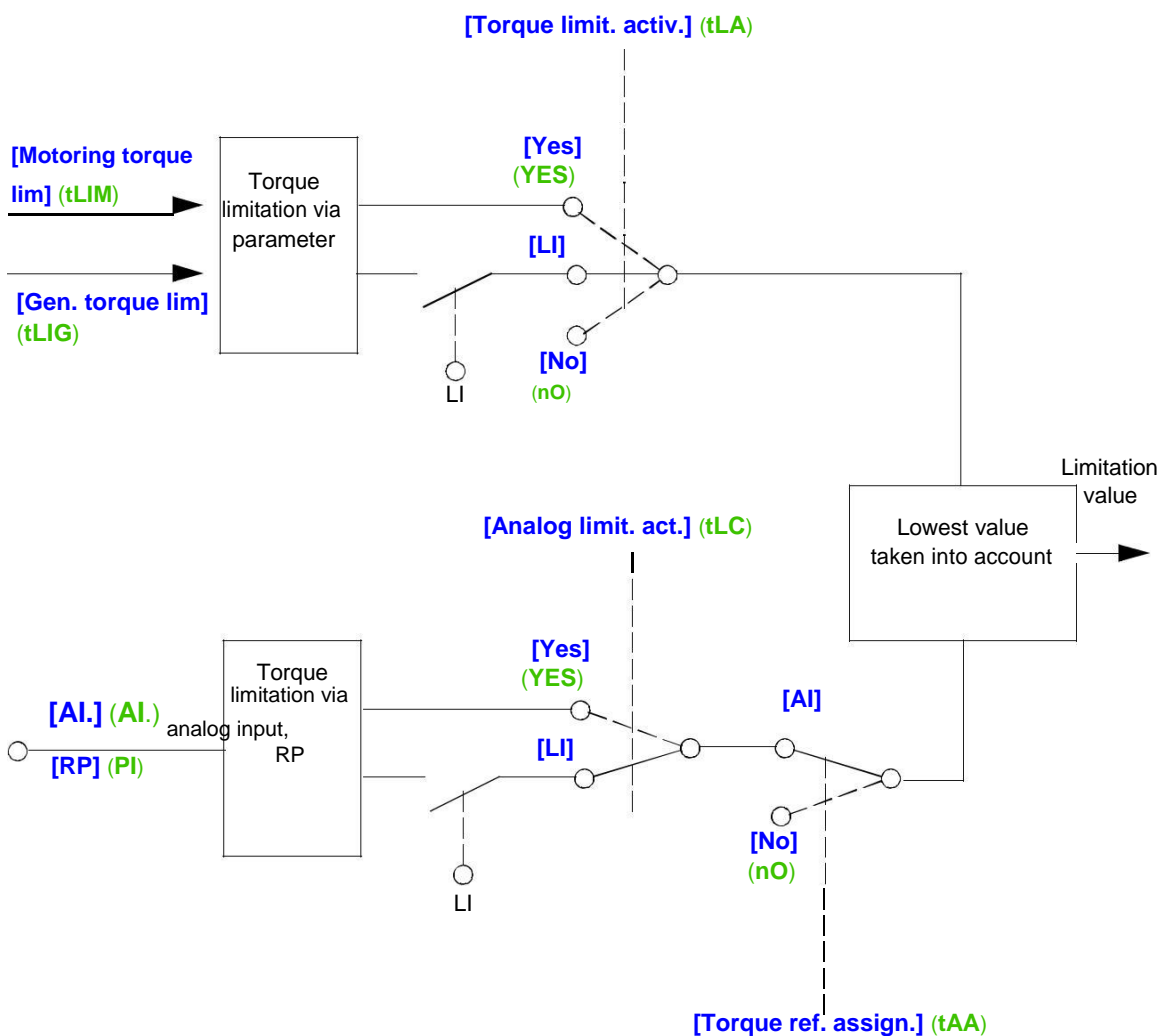 [Torque limit. activ.] (tLA)
[Motoring torque
lim] (tLIM)
Torque
limitation via
parameter
[Yes]
(YES)
[LI]
[Gen. torque lim]
(tLIG)
[No]
(nO)
LI
Limitation
value
Lowest value
taken into account
[Analog limit. act.] (tLC)
[Yes]
(YES)
Torque
limitation via
analog input,
RP
[AI.] (AI.)
[RP] (PI)
[LI]
[AI]
[No]
(nO)
LI
[Torque ref. assign.] (tAA)